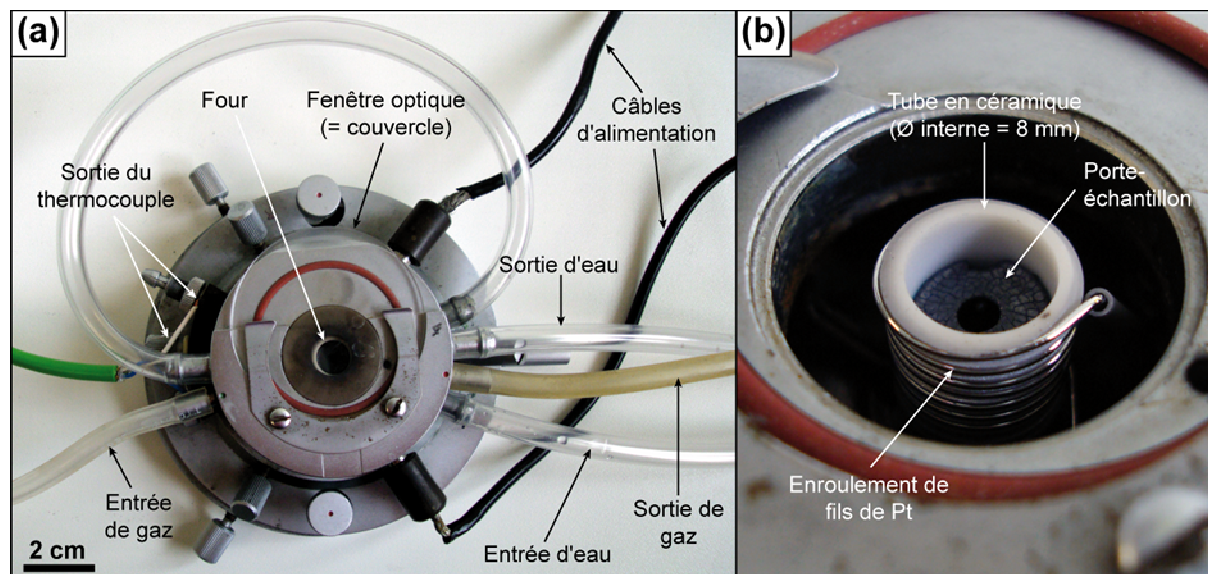 (a)
Four
Fenêtre optique
(= couvercle)
Câbles
d'alimentation
Sortie du
thermocouple
Sortie d'eau
Entrée
de gaz
2 cm
Entrée d'eau
Sortie de
gaz
(b)
Tube en céramique
(Ø interne = 8 mm)
Porte-
échantillon
Enroulement de
fils de Pt